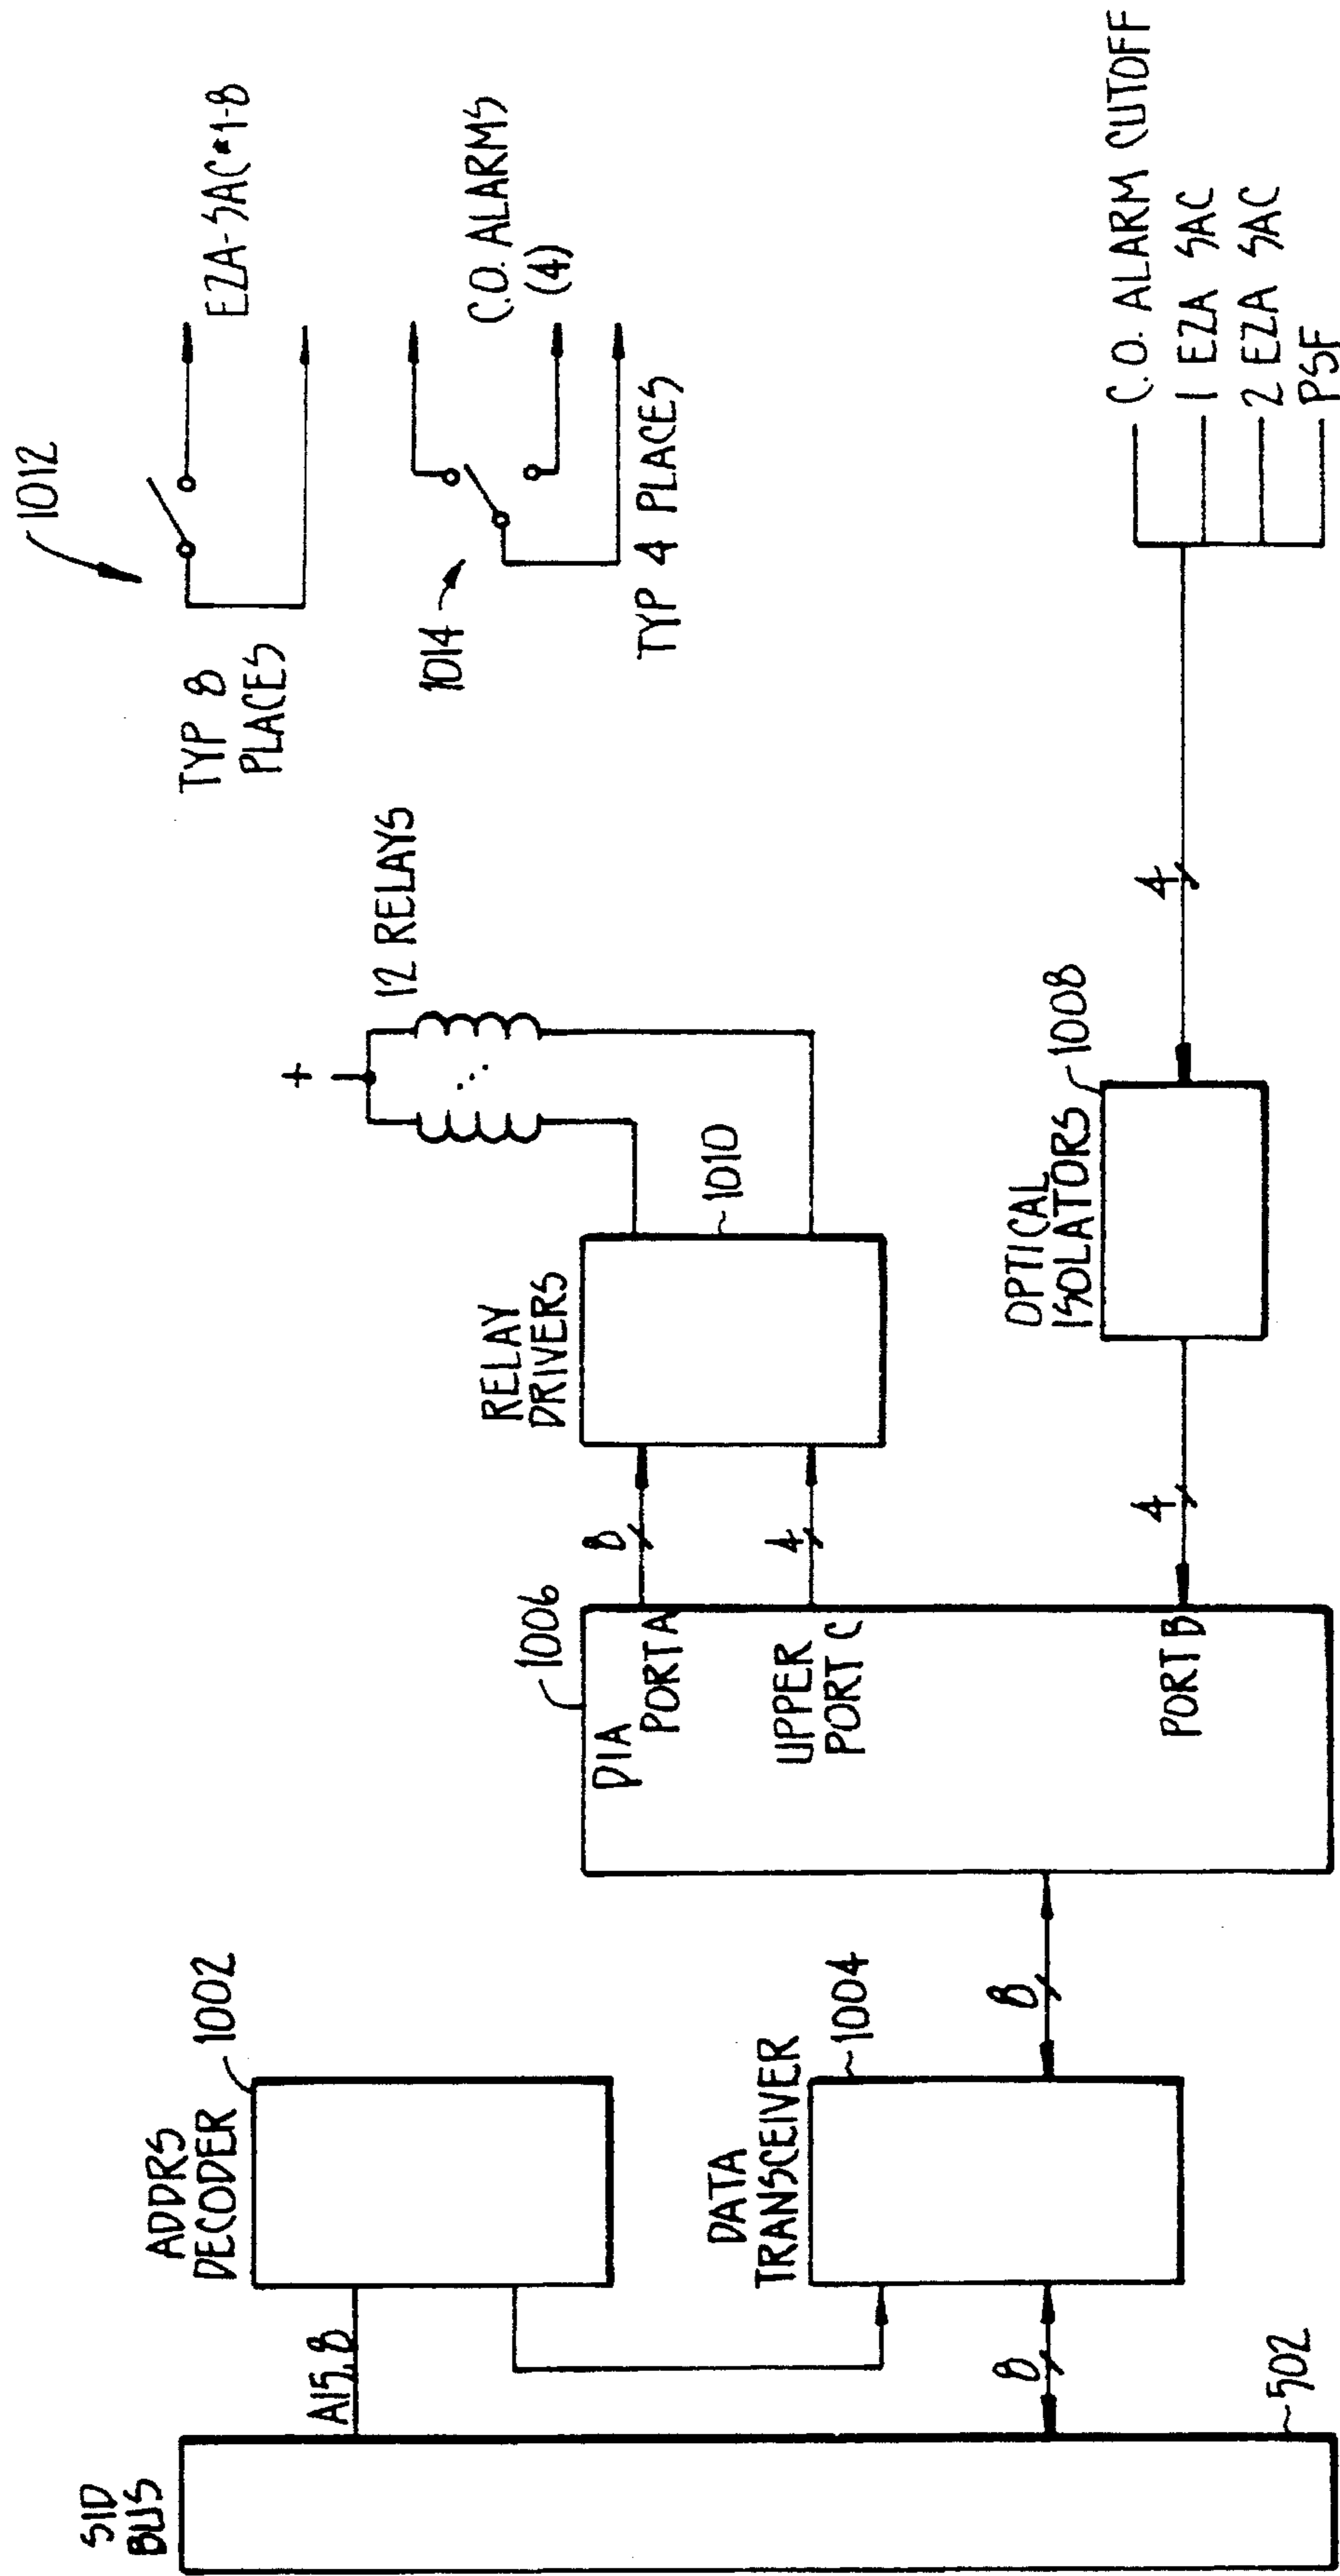 SID
BUS
502
A15,8
ADDRS
DECODER
1002
DATA
TRANSCEIVER
1004
8
8
1006
DIA
PORT A
UPPER
PORT C
PORT B
8
4
4
RELAY
DRIVERS
1010
OPTICAL
ISOLATORS
1008
4
+
...
12 RELAYS
TYP 8
PLACES
1012
EZA-SAC#1-8
1014
C.O. ALARMS
(4)
TYP 4 PLACES
C.O. ALARM CUTOFF
1 EZA SAC
2 EZA SAC
PSF